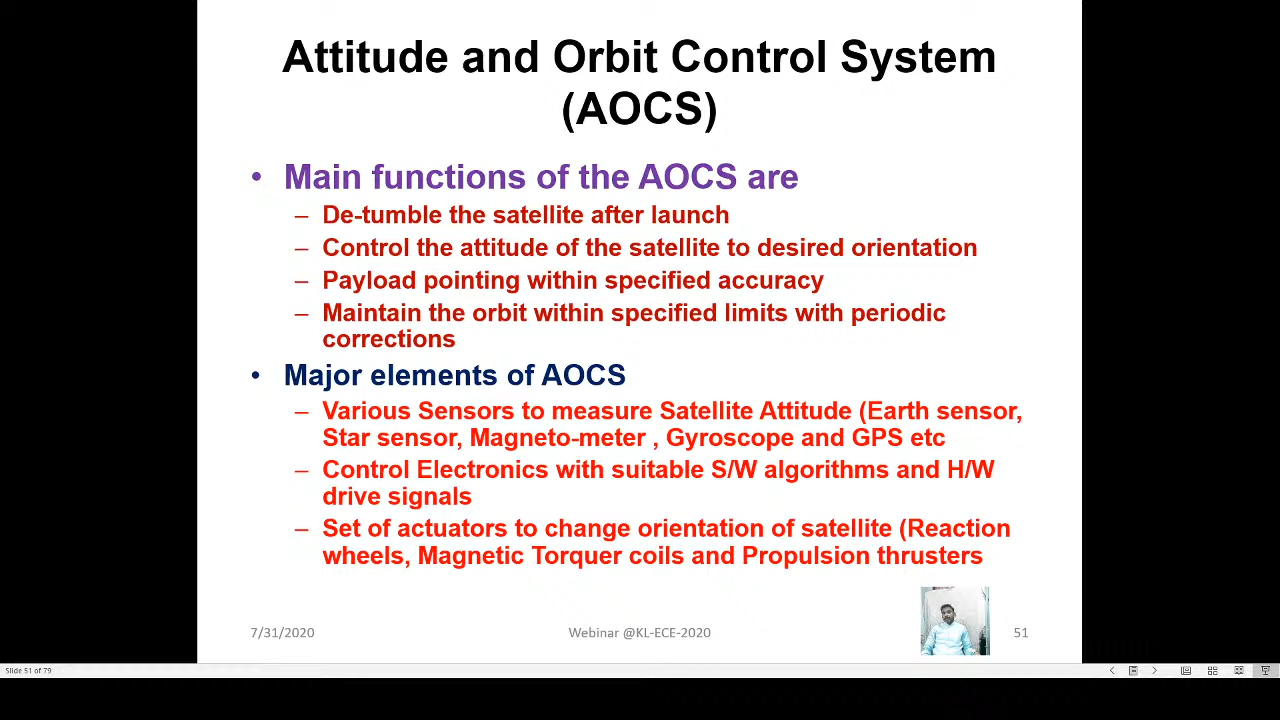 Attitude and Orbit Control System
(AOCS)
• Main functions of the AOCS are
– De-tumble the satellite after launch
– Control the attitude of the satellite to desired orientation
– Payload pointing within specified accuracy
– Maintain the orbit within specified limits with periodic
corrections
• Major elements of AOCS
– Various Sensors to measure Satellite Attitude (Earth sensor,
Star sensor, Magneto-meter , Gyroscope and GPS etc
– Control Electronics with suitable S/W algorithms and H/W
drive signals
– Set of actuators to change orientation of satellite (Reaction
wheels, Magnetic Torquer coils and Propulsion thrusters
7/31/2020 Webinar @KL-ECE-2020 51
Slide 51 of 79